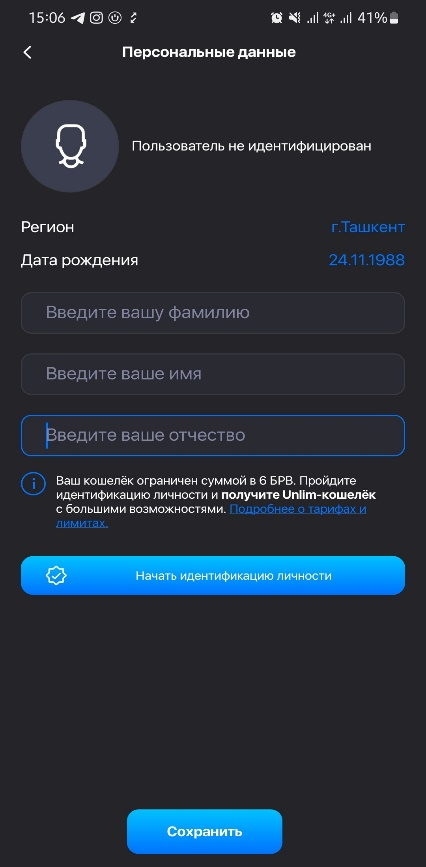 15:06 4G+ 41%
Персональные данные
Пользователь не идентифицирован
Регион г.Ташкент
Дата рождения 24.11.1988
Введите вашу фамилию
Введите ваше имя
Введите ваше отчество
Ваш кошелёк ограничен суммой в 6 БРВ. Пройдите
идентификацию личности и получите Unlim-кошелёк
с большими возможностями. Подробнее о тарифах и
лимитах.
Начать идентификацию личности
Сохранить